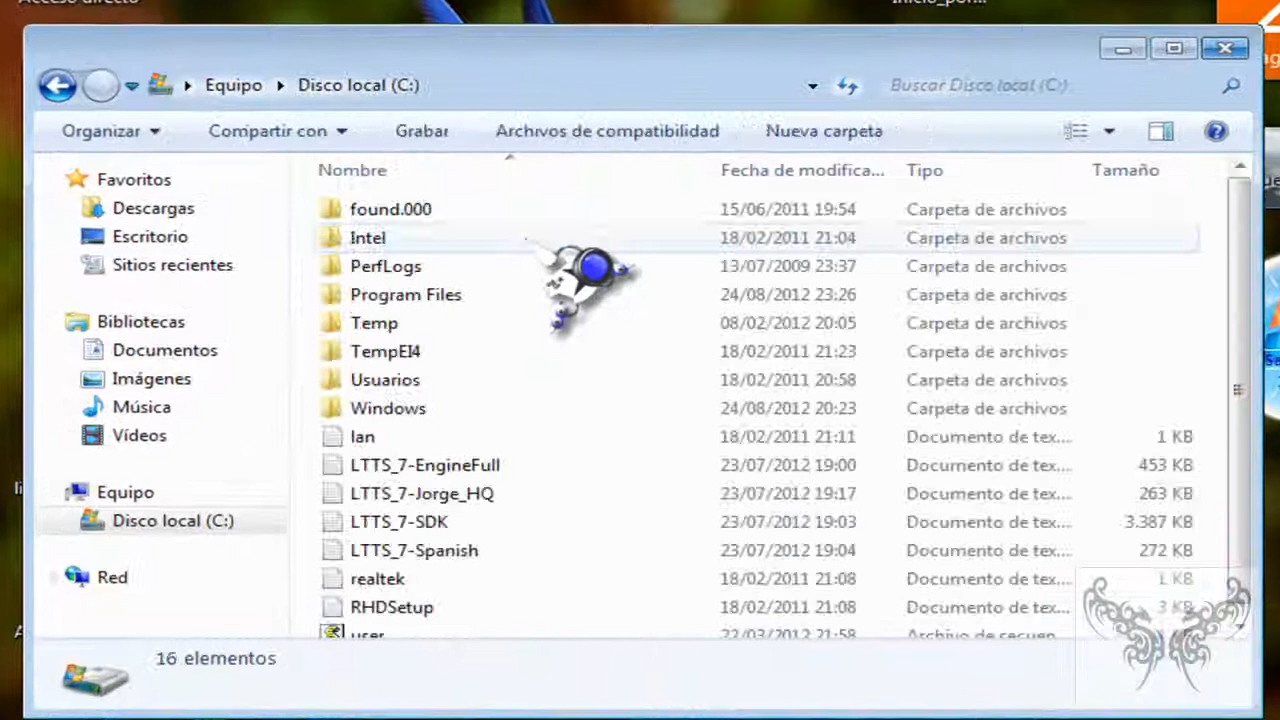 Acceso directo
Equipo Disco local (C:) Buscar Disco local (C:)
Organizar Compartir con Grabar Archivos de compatibilidad Nueva carpeta
Favoritos
Descargas
Escritorio
Sitios recientes
Bibliotecas
Documentos
Imágenes
Música
Vídeos
Equipo
Disco local (C:)
Red
Nombre Fecha de modifica... Tipo Tamaño
found.000 15/06/2011 19:54 Carpeta de archivos
Intel 18/02/2011 21:04 Carpeta de archivos
PerfLogs 13/07/2009 23:37 Carpeta de archivos
Program Files 24/08/2012 23:26 Carpeta de archivos
Temp 08/02/2012 20:05 Carpeta de archivos
TempEI4 18/02/2011 21:23 Carpeta de archivos
Usuarios 18/02/2011 20:58 Carpeta de archivos
Windows 24/08/2012 20:23 Carpeta de archivos
lan 18/02/2011 21:11 Documento de tex... 1 KB
LTTS_7-EngineFull 23/07/2012 19:00 Documento de tex... 453 KB
LTTS_7-Jorge_HQ 23/07/2012 19:17 Documento de tex... 263 KB
LTTS_7-SDK 23/07/2012 19:03 Documento de tex... 3.387 KB
LTTS_7-Spanish 23/07/2012 19:04 Documento de tex... 272 KB
realtek 18/02/2011 21:08 Documento de tex... 1 KB
RHDSetup 18/02/2011 21:08 Documento de tex... 3 KB
user 22/03/2012 21:58 Archivo de secuen
16 elementos